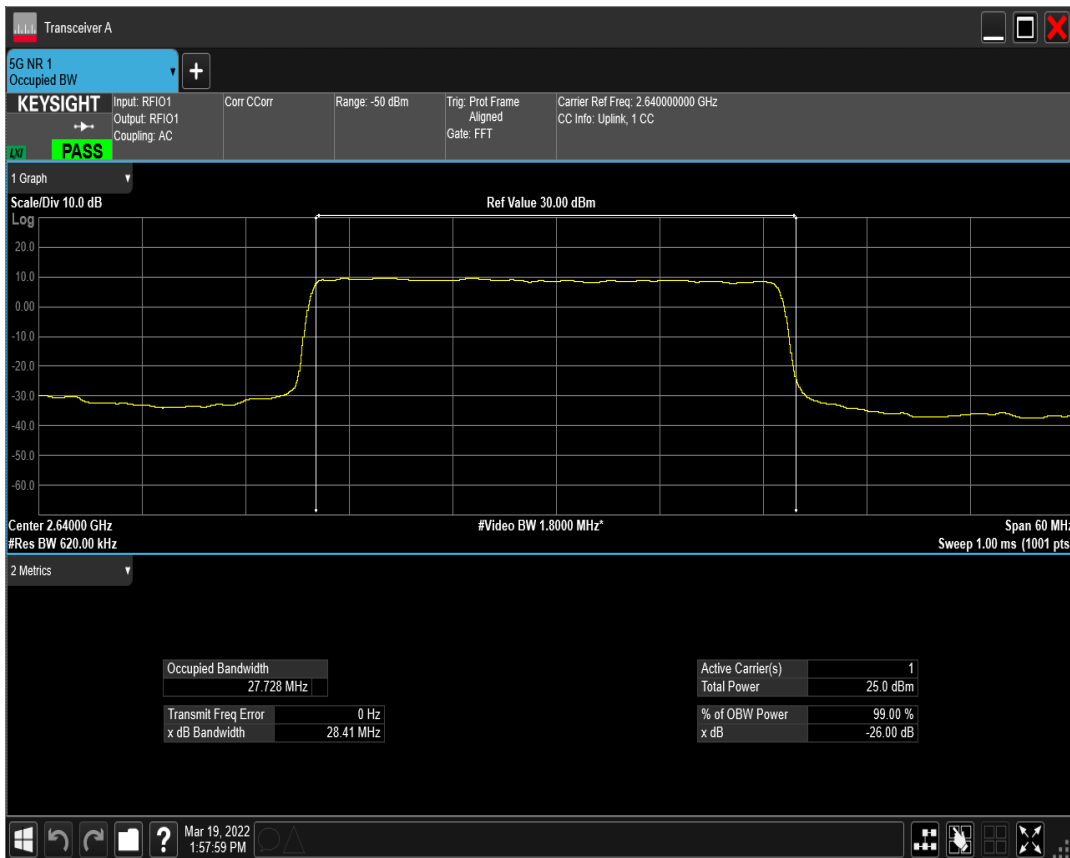 Transceiver A
5G NR 1
Occupied BW
+
KEYSIGHT
LXI
PASS
Input: RFIO1
Output: RFIO1
Coupling: AC
Corr CCorr
Range: -50 dBm
Trig: Prot Frame
Aligned
Gate: FFT
Carrier Ref Freq: 2.640000000 GHz
CC Info: Uplink, 1 CC
1 Graph
Scale/Div 10.0 dB
Ref Value 30.00 dBm
Log
20.0
10.0
0.00
-10.0
-20.0
-30.0
-40.0
-50.0
-60.0
Center 2.64000 GHz
#Video BW 1.8000 MHz*
Span 60 MHz
#Res BW 620.00 kHz
Sweep 1.00 ms (1001 pts
2 Metrics
Occupied Bandwidth
27.728 MHz
Transmit Freq Error 0 Hz
x dB Bandwidth 28.41 MHz
Active Carrier(s) 1
Total Power 25.0 dBm
% of OBW Power 99.00 %
x dB -26.00 dB
?
Mar 19, 2022
1:57:59 PM